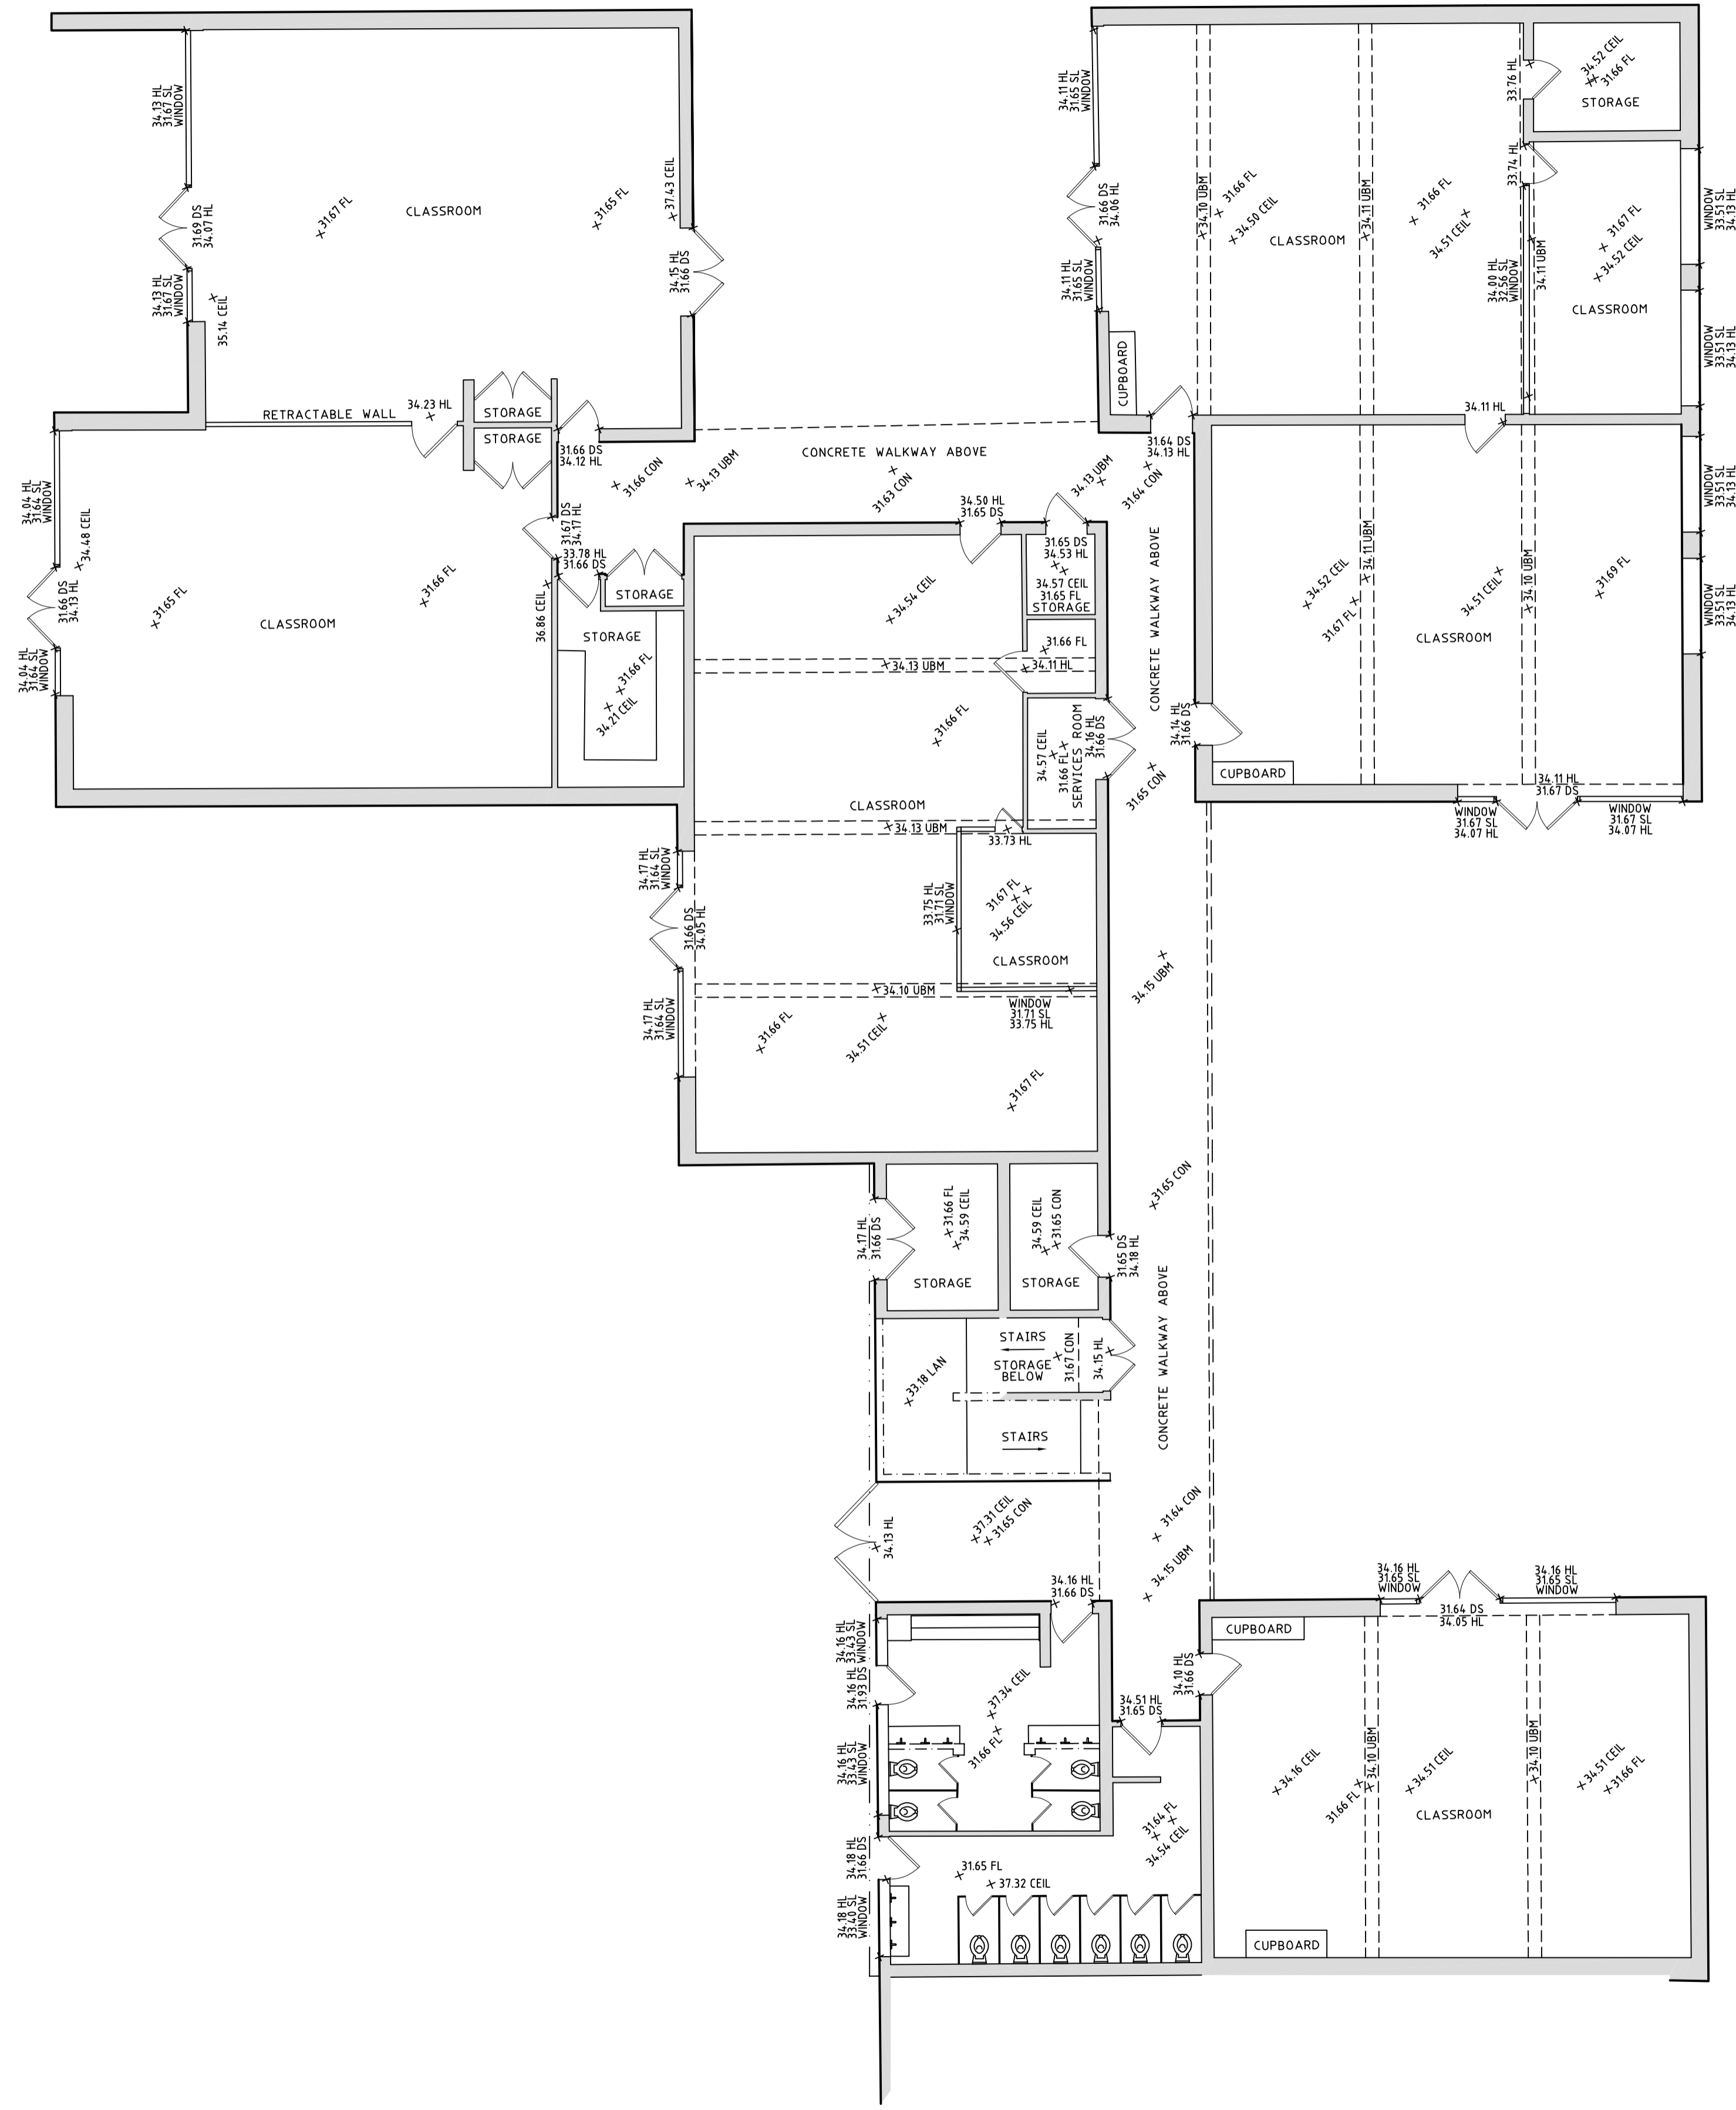 34.13 HL
31.67 SL
WINDOW
31.69 DS
34.07 HL
34.13 HL
31.67 SL
WINDOW
35.14 CEIL
31.67 FL
CLASSROOM
31.65 FL
37.43 CEIL
34.15 HL
31.66 DS
RETRACTABLE WALL
34.23 HL
STORAGE
STORAGE
31.66 DS
34.12 HL
34.04 HL
31.64 SL
WINDOW
34.48 CEIL
31.66 DS
34.13 HL
34.04 HL
31.64 SL
WINDOW
31.65 FL
CLASSROOM
31.66 FL
31.67 DS
34.17 HL
33.78 HL
31.66 DS
36.86 CEIL
STORAGE
STORAGE
31.66 FL
34.21 CEIL
31.66 CON
34.13 UBM
CONCRETE WALKWAY ABOVE
31.63 CON
34.13 UBM
31.64 CON
34.11 HL
31.65 SL
WINDOW
31.66 DS
34.06 HL
34.11 HL
31.65 SL
WINDOW
CUPBOARD
34.10 UBM
31.66 FL
34.50 CEIL
CLASSROOM
34.11 UBM
31.66 FL
34.51 CEIL
33.76 HL
34.52 CEIL
31.66 FL
STORAGE
33.74 HL
34.00 HL
32.56 SL
WINDOW
34.11 UBM
31.67 FL
34.52 CEIL
CLASSROOM
WINDOW
33.51 SL
34.13 HL
WINDOW
33.51 SL
34.13 HL
31.64 DS
34.13 HL
34.11 HL
WINDOW
33.51 SL
34.13 HL
WINDOW
33.51 SL
34.13 HL
34.52 CEIL
31.67 FL
34.11 UBM
34.51 CEIL
34.10 UBM
31.69 FL
CLASSROOM
34.14 HL
31.66 DS
CUPBOARD
34.11 HL
31.67 DS
WINDOW
31.67 SL
34.07 HL
WINDOW
31.67 SL
34.07 HL
CONCRETE WALKWAY ABOVE
34.50 HL
31.65 DS
31.65 DS
34.53 HL
34.57 CEIL
31.65 FL
STORAGE
34.54 CEIL
31.66 FL
34.13 UBM
34.11 HL
31.66 FL
34.57 CEIL
31.66 FL
SERVICES ROOM
34.16 HL
31.66 DS
31.65 CON
CLASSROOM
34.13 UBM
33.73 HL
34.17 HL
31.64 SL
WINDOW
31.66 DS
34.05 HL
34.17 HL
31.64 SL
WINDOW
33.75 HL
31.71 SL
WINDOW
31.67 FL
34.56 CEIL
CLASSROOM
34.10 UBM
WINDOW
31.71 SL
33.75 HL
31.66 FL
34.51 CEIL
31.67 FL
34.15 UBM
31.65 CON
34.17 HL
31.66 DS
31.66 FL
34.59 CEIL
STORAGE
34.59 CEIL
31.65 CON
STORAGE
31.65 DS
34.18 HL
CONCRETE WALKWAY ABOVE
STAIRS
STORAGE
BELOW
31.67 CON
34.15 HL
33.18 LAN
STAIRS
34.13 HL
37.31 CEIL
31.65 CON
31.64 CON
34.15 UBM
34.16 HL
31.66 DS
34.16 HL
33.43 SL
WINDOW
34.16 HL
31.93 DS
37.34 CEIL
31.66 FL
34.16 HL
33.43 SL
WINDOW
34.51 HL
31.65 DS
34.10 HL
31.66 DS
34.18 HL
31.66 DS
31.65 FL
37.32 CEIL
31.64 FL
34.54 CEIL
34.18 HL
33.40 SL
WINDOW
34.16 HL
31.65 SL
WINDOW
31.64 DS
34.05 HL
34.16 HL
31.65 SL
WINDOW
CUPBOARD
34.16 CEIL
31.66 FL
34.10 UBM
34.51 CEIL
34.10 UBM
34.51 CEIL
31.66 FL
CLASSROOM
CUPBOARD